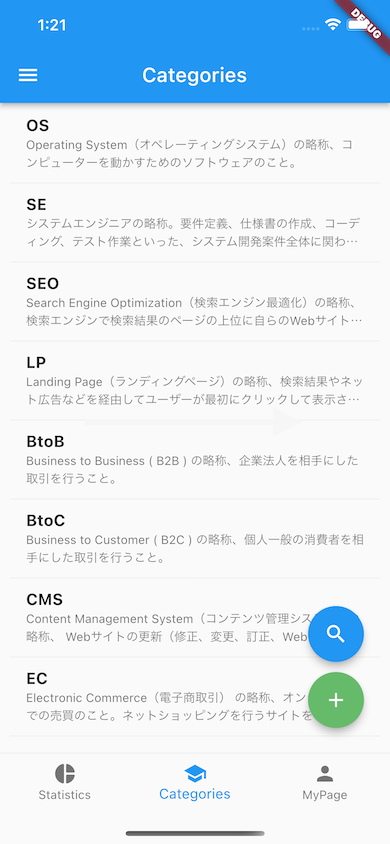 1:21
DEBUG
Categories
OS
Operating System（オペレーティングシステム）の略称、コ
ンピューターを動かすためのソフトウェアのこと。
SE
システムエンジニアの略称。要件定義、仕様書の作成、コーデ
ィング、テスト作業といった、システム開発案件全体に関わ…
SEO
Search Engine Optimization（検索エンジン最適化）の略称、
検索エンジンで検索結果のページの上位に自らのWebサイト…
LP
Landing Page（ランディングページ）の略称、検索結果やネッ
ト広告などを経由してユーザーが最初にクリックして表示さ…
BtoB
Business to Business ( B2B ) の略称、企業法人を相手にした
取引を行うこと。
BtoC
Business to Customer ( B2C ) の略称、個人一般の消費者を相
手にした取引を行うこと。
CMS
Content Management System（コンテンツ管理シス
略称、 Webサイトの更新（修正、変更、訂正、Web
EC
Electronic Commerce（電子商取引） の略称、オン
での売買のこと。ネットショッピングを行うサイトを
Statistics
Categories
MyPage